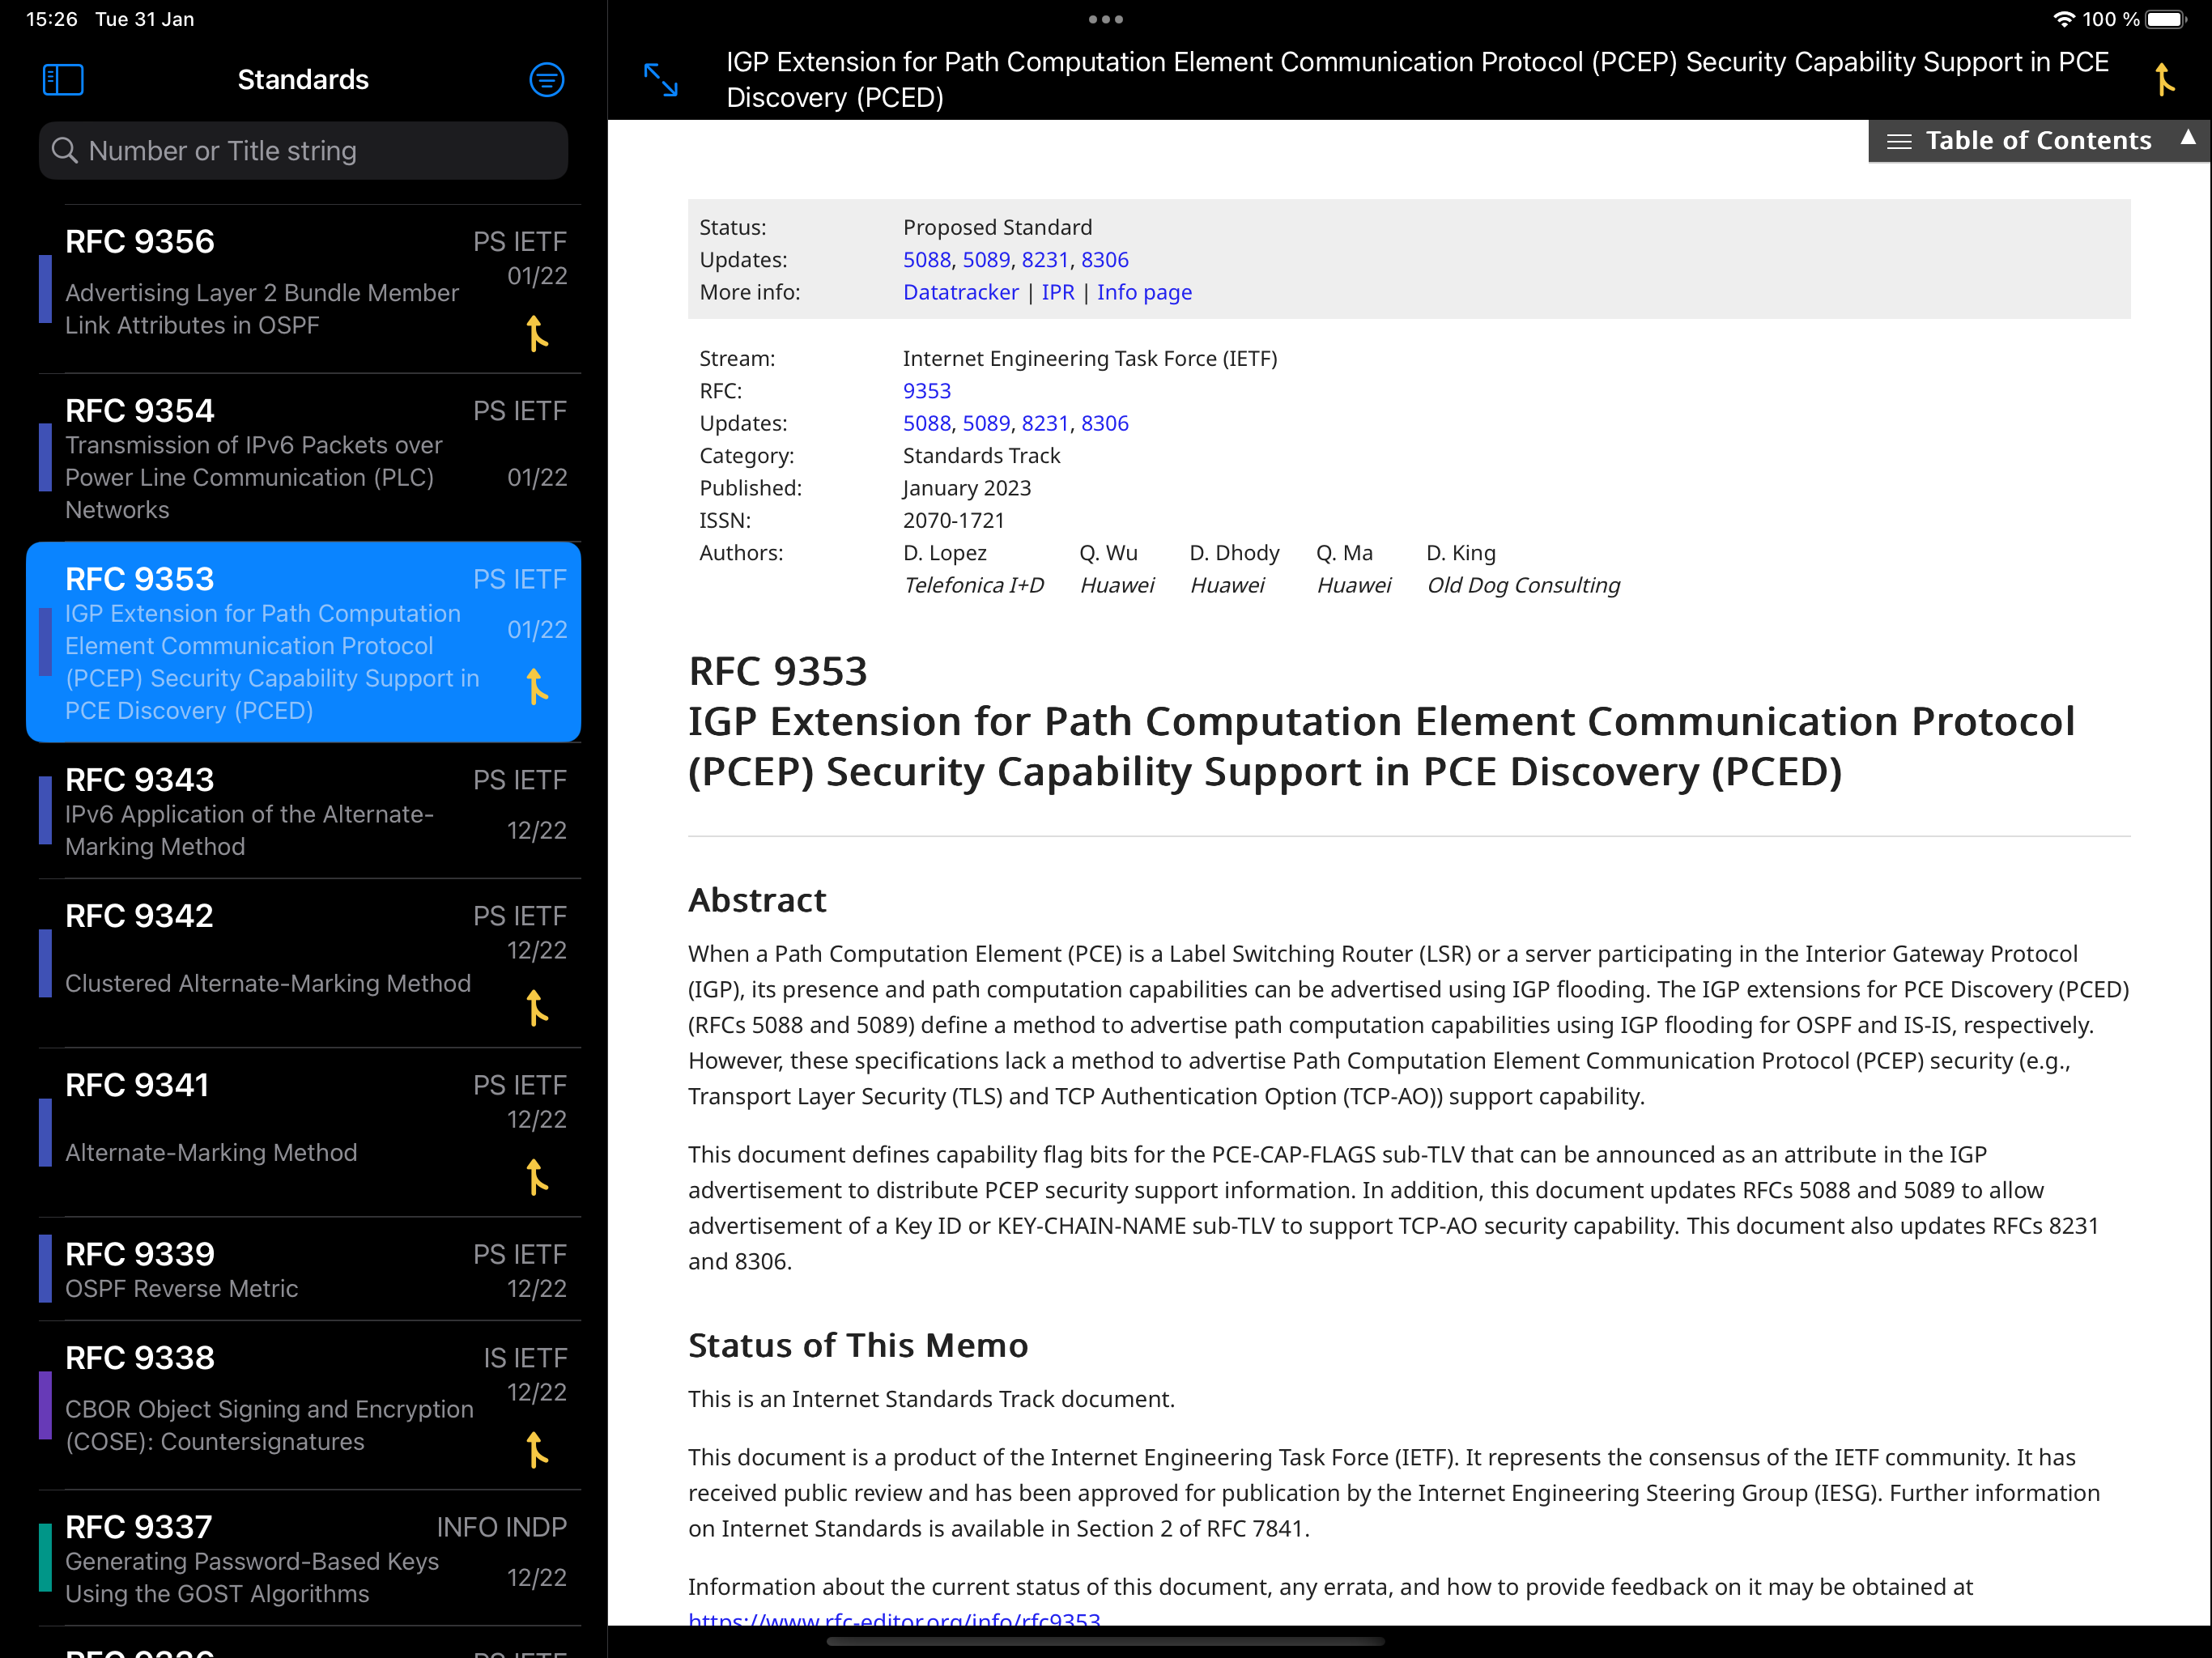 15:26 Tue 31 Jan
100 %
Standards
Number or Title string
RFC 9356 PS IETF
01/22
Advertising Layer 2 Bundle Member
Link Attributes in OSPF
RFC 9354 PS IETF
Transmission of IPv6 Packets over
Power Line Communication (PLC) 01/22
Networks
RFC 9353 PS IETF
IGP Extension for Path Computation
01/22
Element Communication Protocol
(PCEP) Security Capability Support in
PCE Discovery (PCED)
RFC 9343 PS IETF
IPv6 Application of the Alternate-
12/22
Marking Method
RFC 9342 PS IETF
12/22
Clustered Alternate-Marking Method
RFC 9341 PS IETF
12/22
Alternate-Marking Method
RFC 9339 PS IETF
OSPF Reverse Metric 12/22
RFC 9338 IS IETF
12/22
CBOR Object Signing and Encryption
(COSE): Countersignatures
RFC 9337 INFO INDP
Generating Password-Based Keys
12/22
Using the GOST Algorithms
IGP Extension for Path Computation Element Communication Protocol (PCEP) Security Capability Support in PCE
Discovery (PCED)
Table of Contents ▲
Status: Proposed Standard
Updates: 5088, 5089, 8231, 8306
More info: Datatracker | IPR | Info page
Stream: Internet Engineering Task Force (IETF)
RFC: 9353
Updates: 5088, 5089, 8231, 8306
Category: Standards Track
Published: January 2023
ISSN: 2070-1721
Authors: D. Lopez Q. Wu D. Dhody Q. Ma D. King
Telefonica I+D Huawei Huawei Huawei Old Dog Consulting
RFC 9353
IGP Extension for Path Computation Element Communication Protocol
(PCEP) Security Capability Support in PCE Discovery (PCED)
Abstract
When a Path Computation Element (PCE) is a Label Switching Router (LSR) or a server participating in the Interior Gateway Protocol
(IGP), its presence and path computation capabilities can be advertised using IGP flooding. The IGP extensions for PCE Discovery (PCED)
(RFCs 5088 and 5089) define a method to advertise path computation capabilities using IGP flooding for OSPF and IS-IS, respectively.
However, these specifications lack a method to advertise Path Computation Element Communication Protocol (PCEP) security (e.g.,
Transport Layer Security (TLS) and TCP Authentication Option (TCP-AO)) support capability.
This document defines capability flag bits for the PCE-CAP-FLAGS sub-TLV that can be announced as an attribute in the IGP
advertisement to distribute PCEP security support information. In addition, this document updates RFCs 5088 and 5089 to allow
advertisement of a Key ID or KEY-CHAIN-NAME sub-TLV to support TCP-AO security capability. This document also updates RFCs 8231
and 8306.
Status of This Memo
This is an Internet Standards Track document.
This document is a product of the Internet Engineering Task Force (IETF). It represents the consensus of the IETF community. It has
received public review and has been approved for publication by the Internet Engineering Steering Group (IESG). Further information
on Internet Standards is available in Section 2 of RFC 7841.
Information about the current status of this document, any errata, and how to provide feedback on it may be obtained at
https://www.rfc-editor.org/info/rfc9353